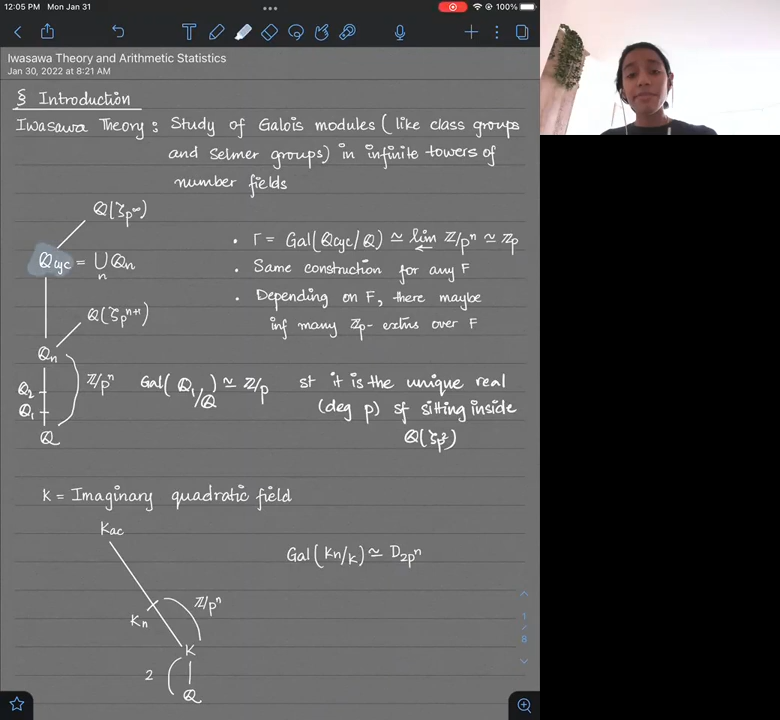 12:05 PM Mon Jan 31
100%
Iwasawa Theory and Arithmetic Statistics
Jan 30, 2022 at 8:21 AM
§ Introduction
Iwasawa Theory : Study of Galois modules (like class groups
and Selmer groups) in infinite towers of
number fields
ℚ(ζp^∞)
ℚcyc = ⋃ ℚn
n
ℚ(ζp^n+1)
ℚn
ℤ/p^n
ℚ2
ℚ1
ℚ
• Γ = Gal(ℚcyc/ℚ) ≃ lim ℤ/p^n ≃ ℤp
←
• Same construction for any F
• Depending on F, there maybe
inf many ℤp- extns over F
Gal(ℚ1/ℚ) ≃ ℤ/p
st it is the unique real
(deg p) sf sitting inside
ℚ(ζp²)
K = Imaginary quadratic field
Kac
Gal(Kn/K) ≃ D2p^n
ℤ/p^n
Kn
K
2
ℚ
1
/
8